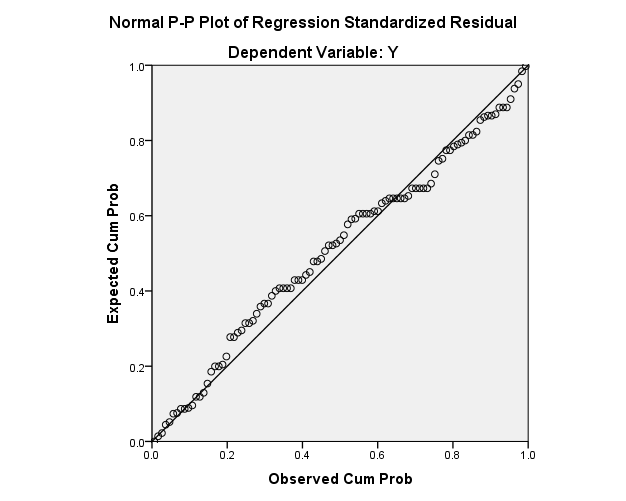 Normal P-P Plot of Regression Standardized Residual
Dependent Variable: Y
1.0
0.8
0.6
0.4
0.2
0.0
Expected Cum Prob
0.0 0.2 0.4 0.6 0.8 1.0
Observed Cum Prob